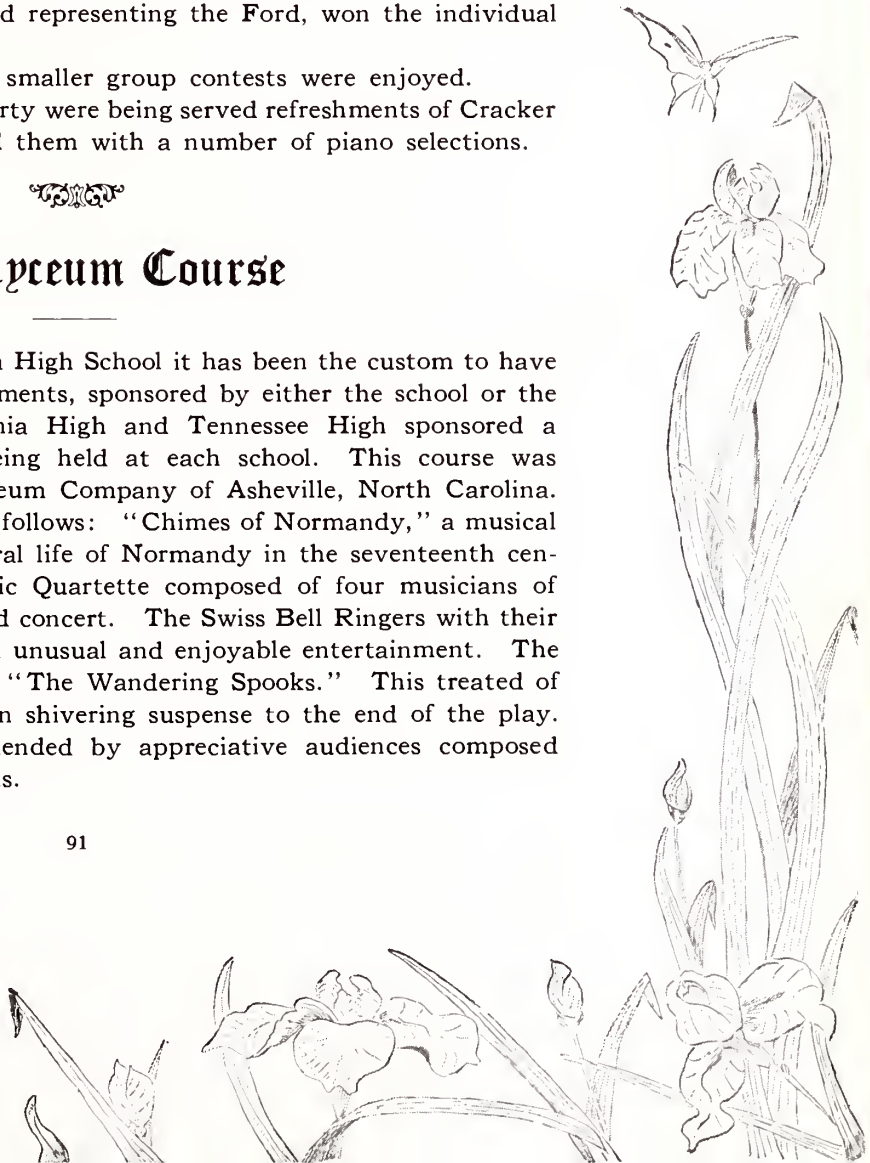 d representing the Ford, won the individual
smaller group contests were enjoyed.
rty were being served refreshments of Cracker
them with a number of piano selections.
yceum Course
High School it has been the custom to have
ments, sponsored by either the school or the
nia High and Tennessee High sponsored a
eing held at each school. This course was
eum Company of Asheville, North Carolina.
follows: "Chimes of Normandy," a musical
ral life of Normandy in the seventeenth cen-
ic Quartette composed of four musicians of
d concert. The Swiss Bell Ringers with their
unusual and enjoyable entertainment. The
"The Wandering Spooks." This treated of
n shivering suspense to the end of the play.
ended by appreciative audiences composed
s.
91